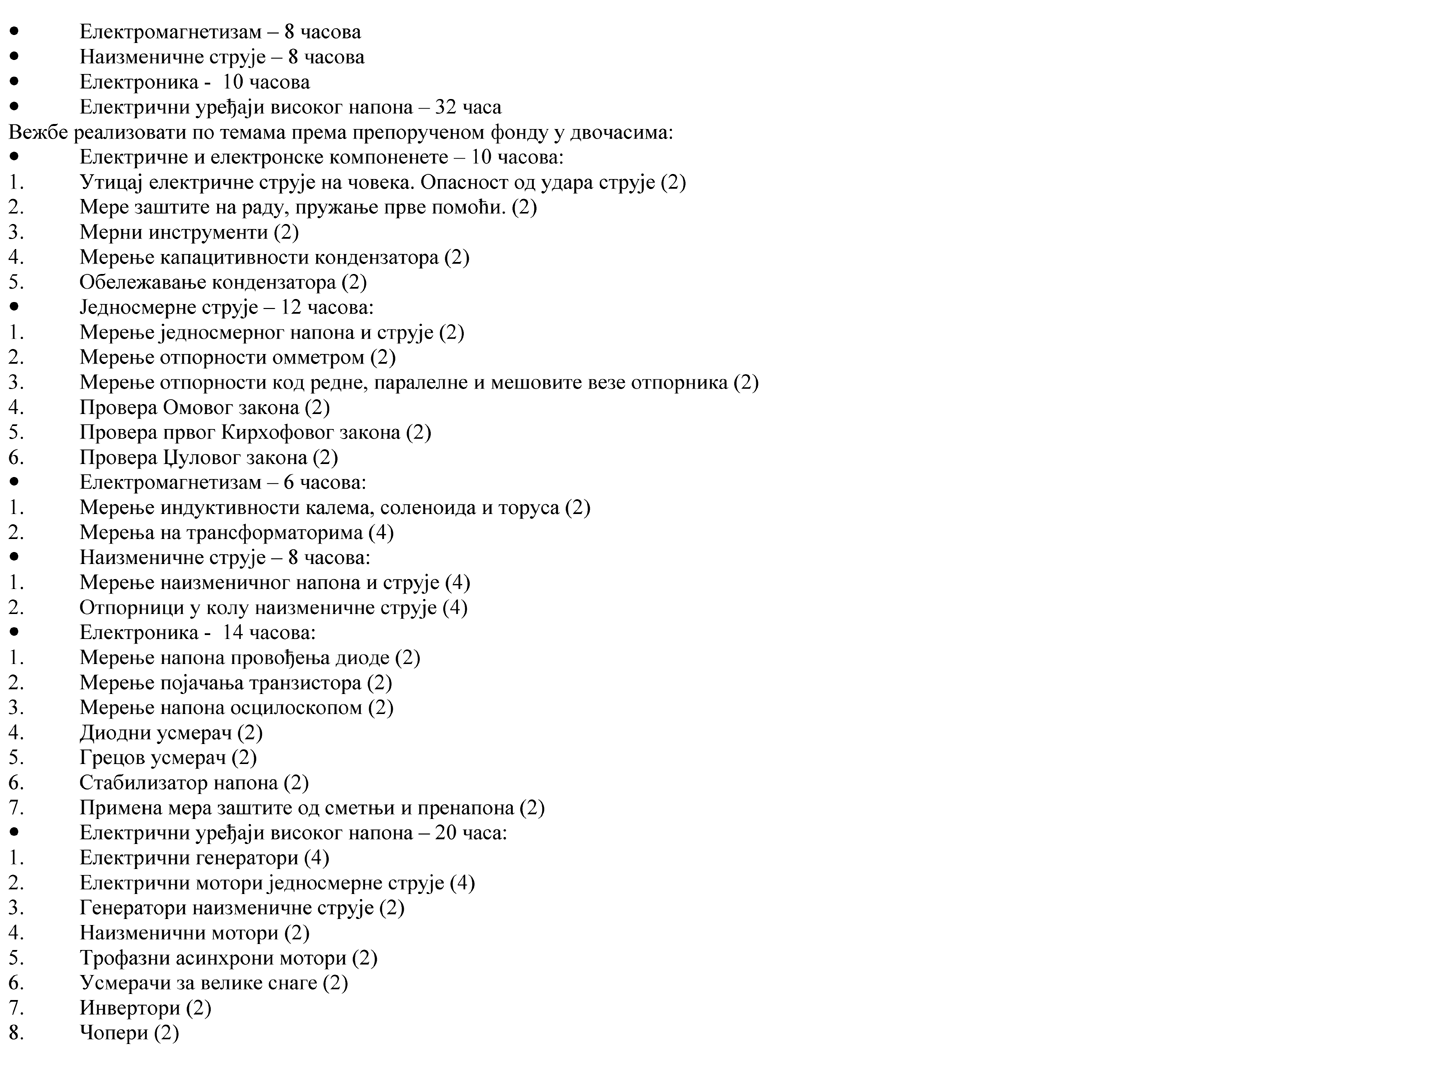 ● Електромагнетизам – 8 часова
● Наизменичне струје – 8 часова
● Електроника -  10 часова
● Електрични уређаји високог напона – 32 часа
Вежбе реализовати по темама према препорученом фонду у двочасима:
● Електричне и електронске компоненете – 10 часова:
1. Утицај електричне струје на човека. Опасност од удара струје (2)
2. Мере заштите на раду, пружање прве помоћи. (2)
3. Мерни инструменти (2)
4. Мерење капацитивности кондензатора (2)
5. Обележавање кондензатора (2)
● Једносмерне струје – 12 часова:
1. Мерење једносмерног напона и струје (2)
2. Мерење отпорности омметром (2)
3. Мерење отпорности код редне, паралелне и мешовите везе отпорника (2)
4. Провера Омовог закона (2)
5. Провера првог Кирхофовог закона (2)
6. Провера Џуловог закона (2)
● Електромагнетизам – 6 часова:
1. Мерење индуктивности калема, соленоида и торуса (2)
2. Мерења на трансформаторима (4)
● Наизменичне струје – 8 часова:
1. Мерење наизменичног напона и струје (4)
2. Отпорници у колу наизменичне струје (4)
● Електроника -  14 часова:
1. Мерење напона провођења диоде (2)
2. Мерење појачања транзистора (2)
3. Мерење напона осцилоскопом (2)
4. Диодни усмерач (2)
5. Грецов усмерач (2)
6. Стабилизатор напона (2)
7. Примена мера заштите од сметњи и пренапона (2)
● Електрични уређаји високог напона – 20 часа:
1. Електрични генератори (4)
2. Електрични мотори једносмерне струје (4)
3. Генератори наизменичне струје (2)
4. Наизменични мотори (2)
5. Трофазни асинхрони мотори (2)
6. Усмерачи за велике снаге (2)
7. Инвертори (2)
8. Чопери (2)